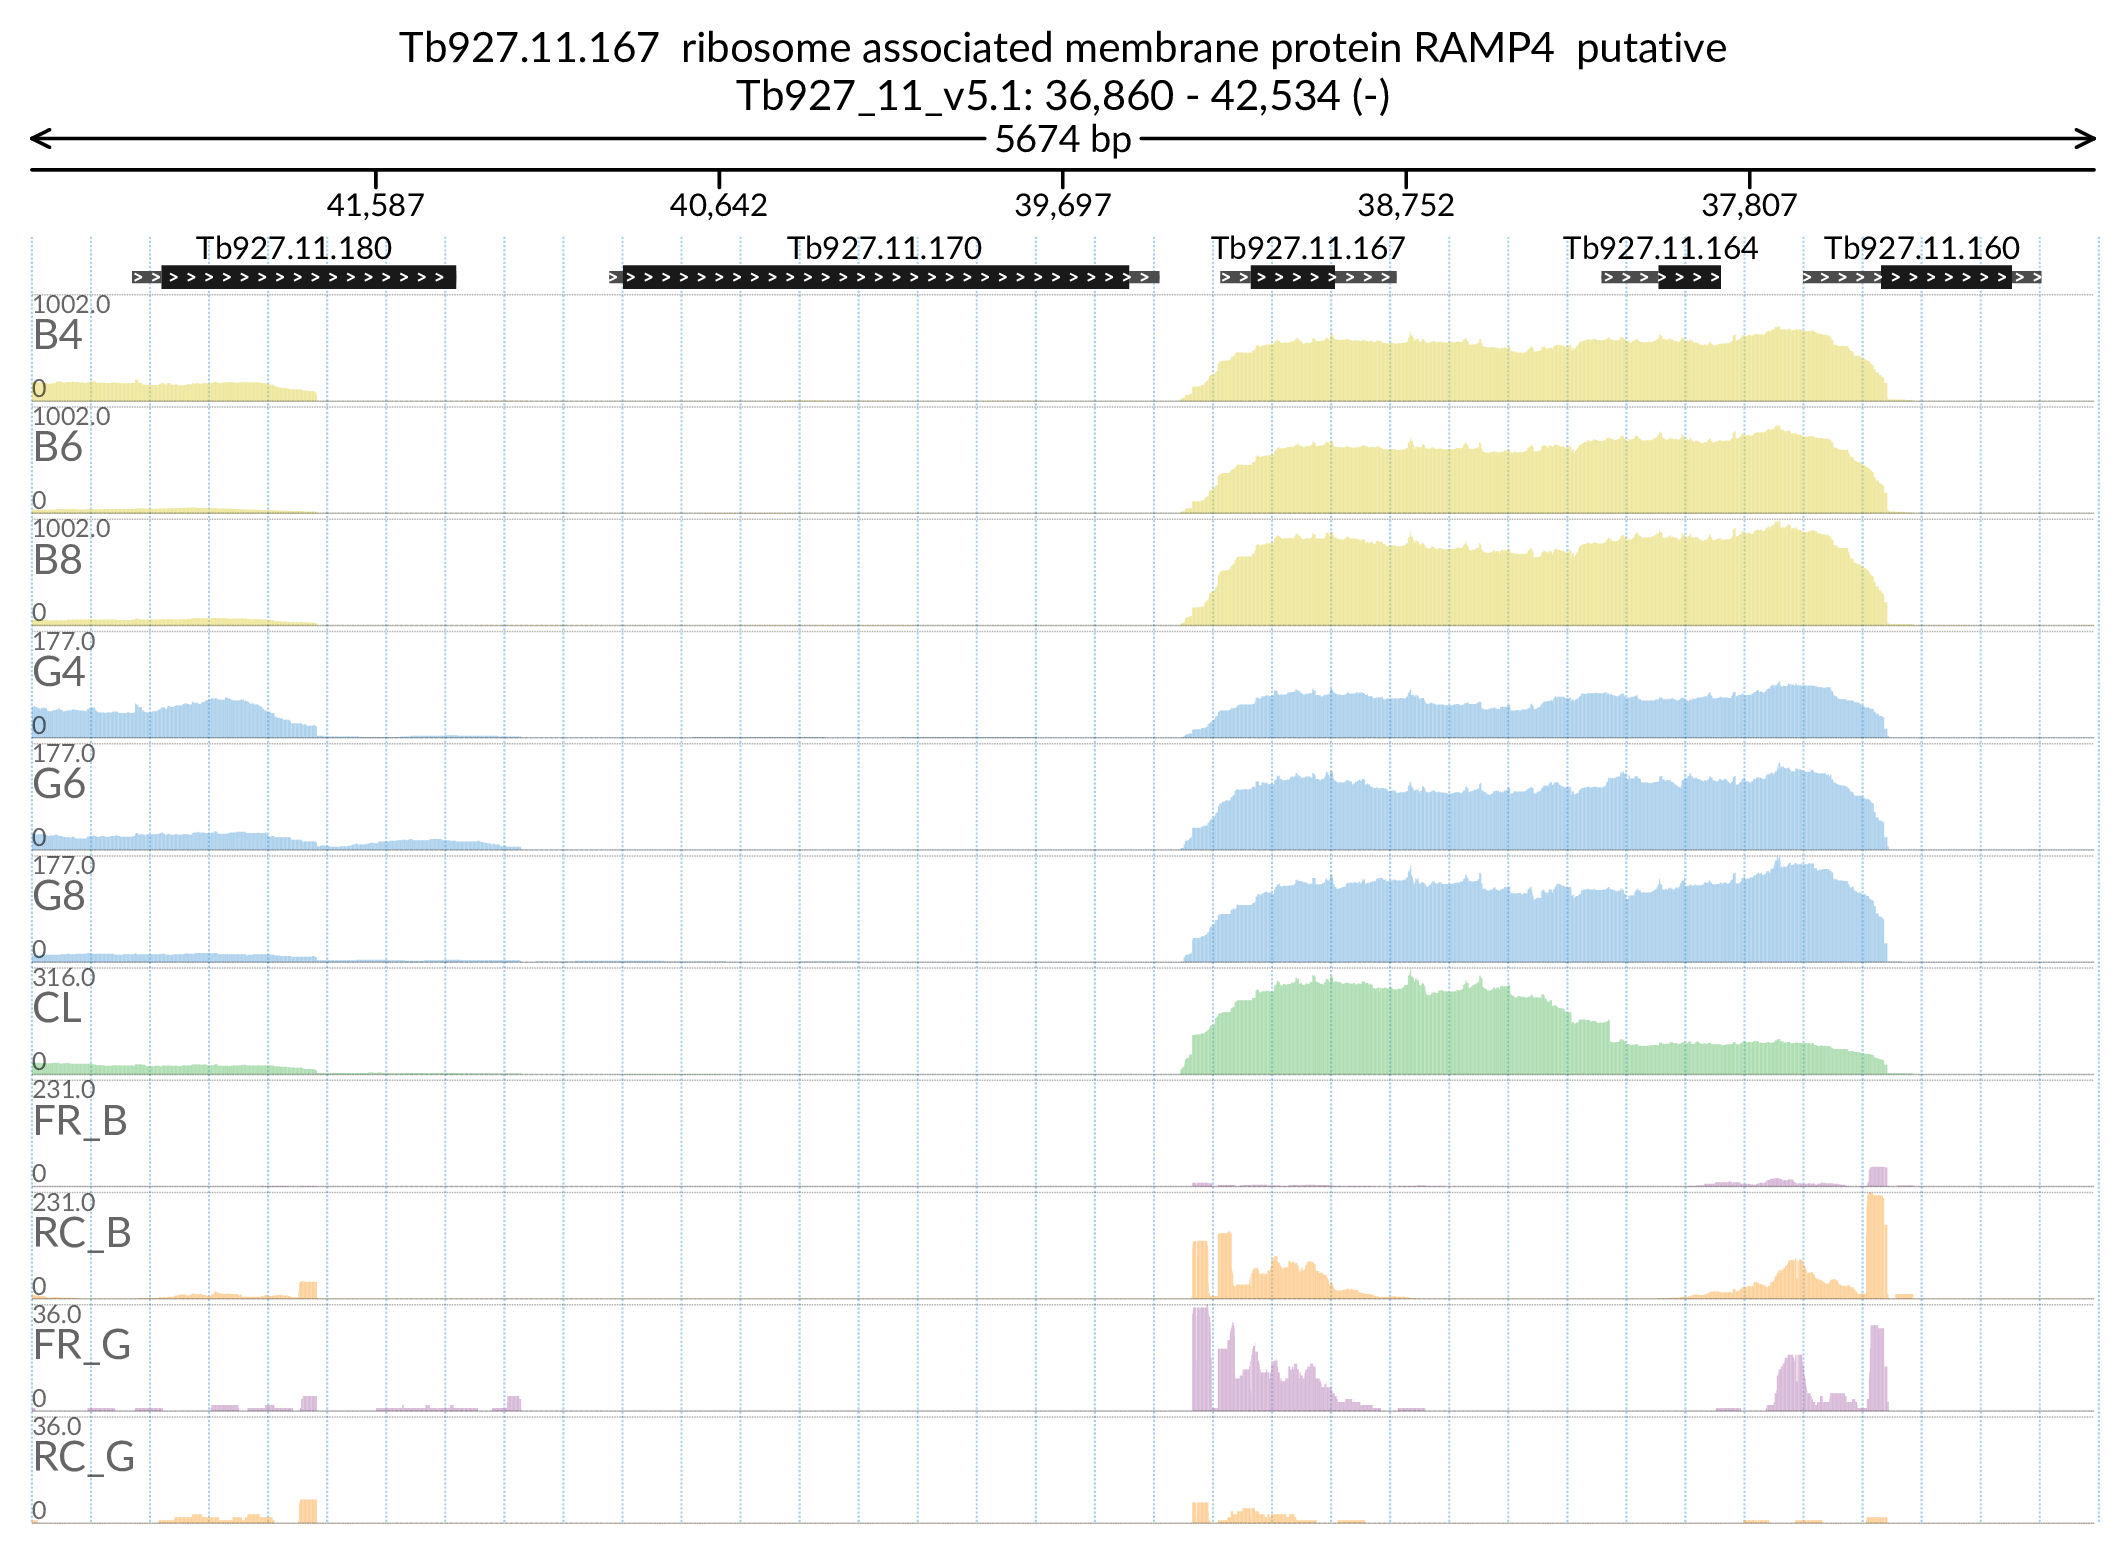 Tb927.11.167  ribosome associated membrane protein RAMP4  putative
Tb927_11_v5.1: 36,860 - 42,534 (-)
5674 bp
41,587 40,642 39,697 38,752 37,807
Tb927.11.180 Tb927.11.170 Tb927.11.167 Tb927.11.164 Tb927.11.160
1002.0
B4
0
1002.0
B6
0
1002.0
B8
0
177.0
G4
0
177.0
G6
0
177.0
G8
0
316.0
CL
0
231.0
FR_B
0
231.0
RC_B
0
36.0
FR_G
0
36.0
RC_G
0